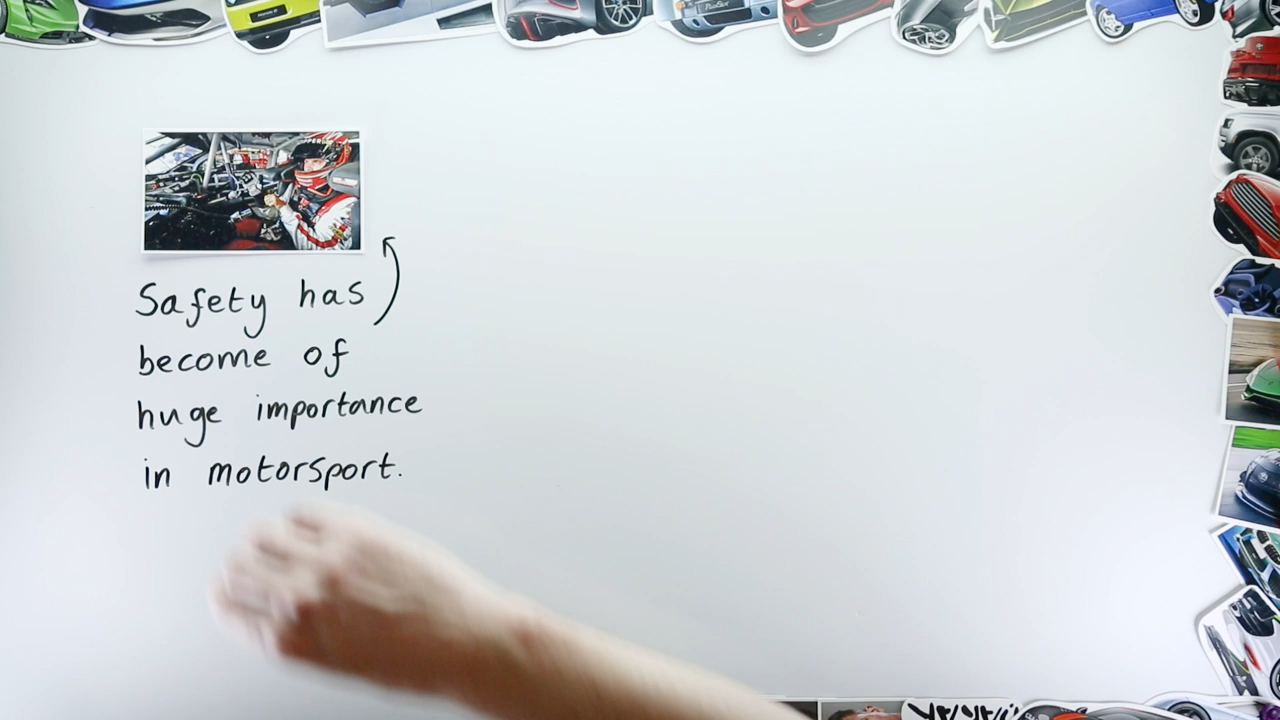 Safety has
become of
huge importance
in motorsport.